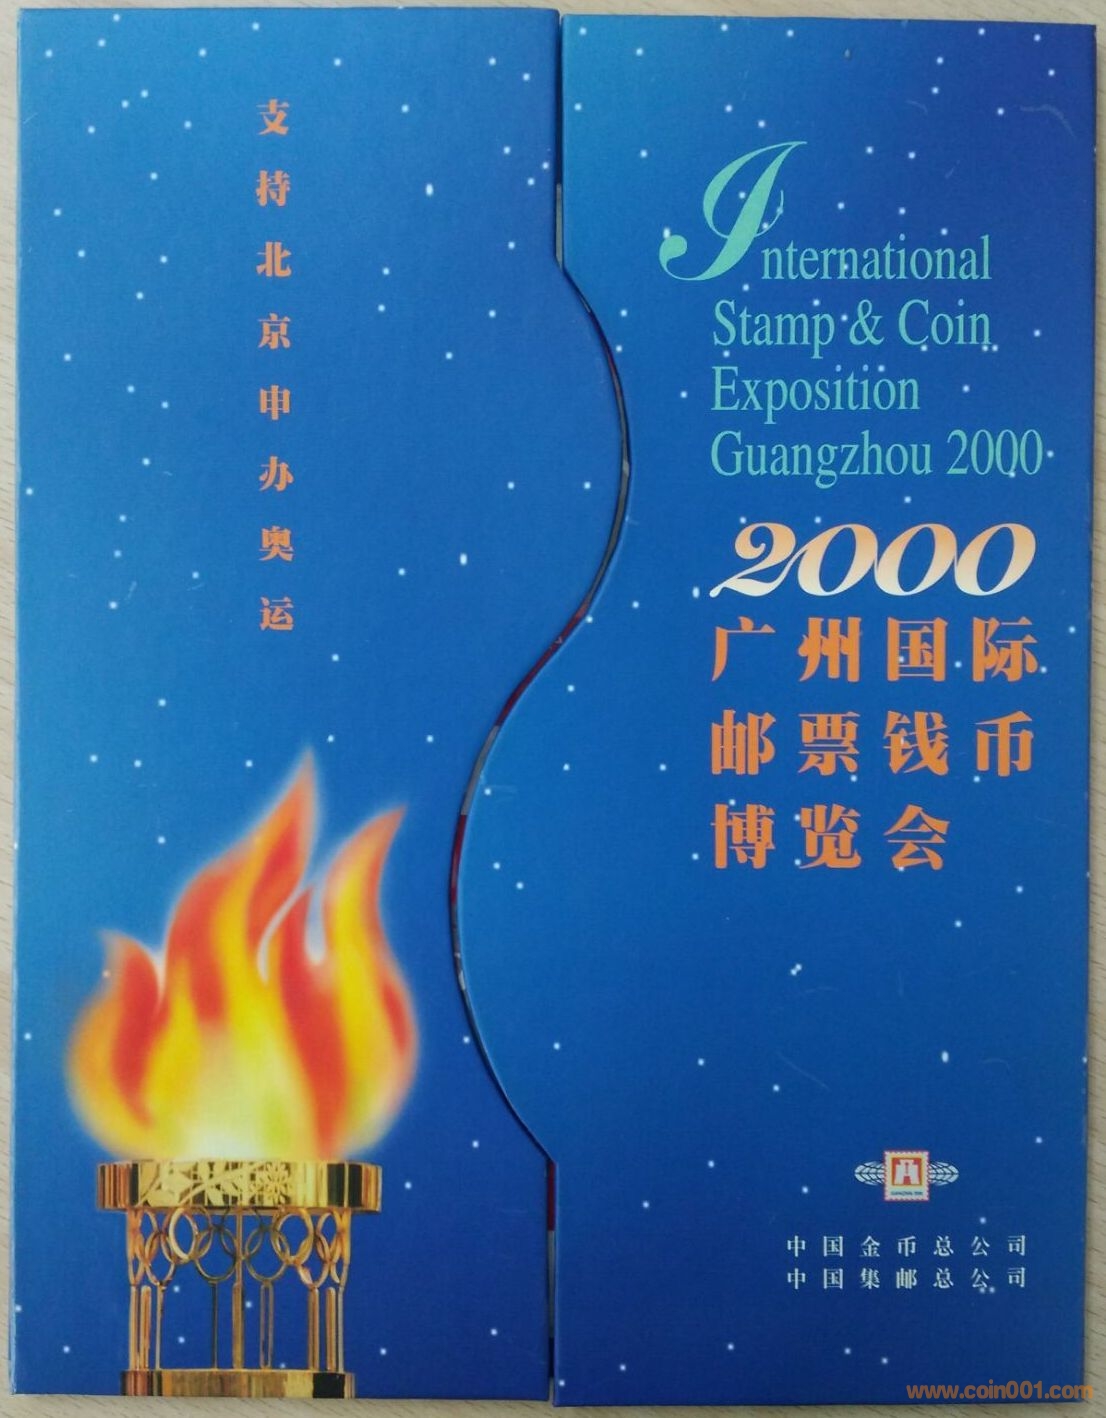 支持北京申办奥运
International
Stamp & Coin
Exposition
Guangzhou 2000
2000
广州国际
邮票钱币
博览会
中国金币总公司
中国集邮总公司
www.coin001.com